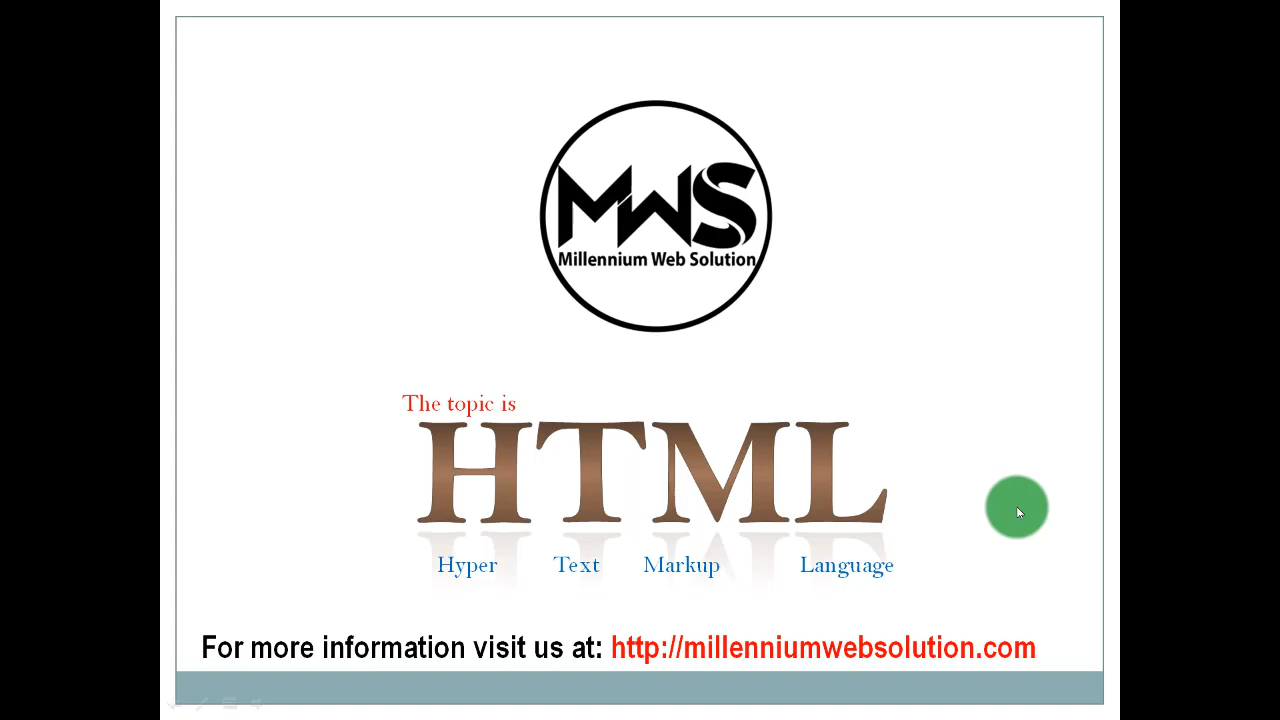 MWS
Millennium Web Solution
The topic is
HTML
Hyper Text Markup Language
For more information visit us at: http://millenniumwebsolution.com